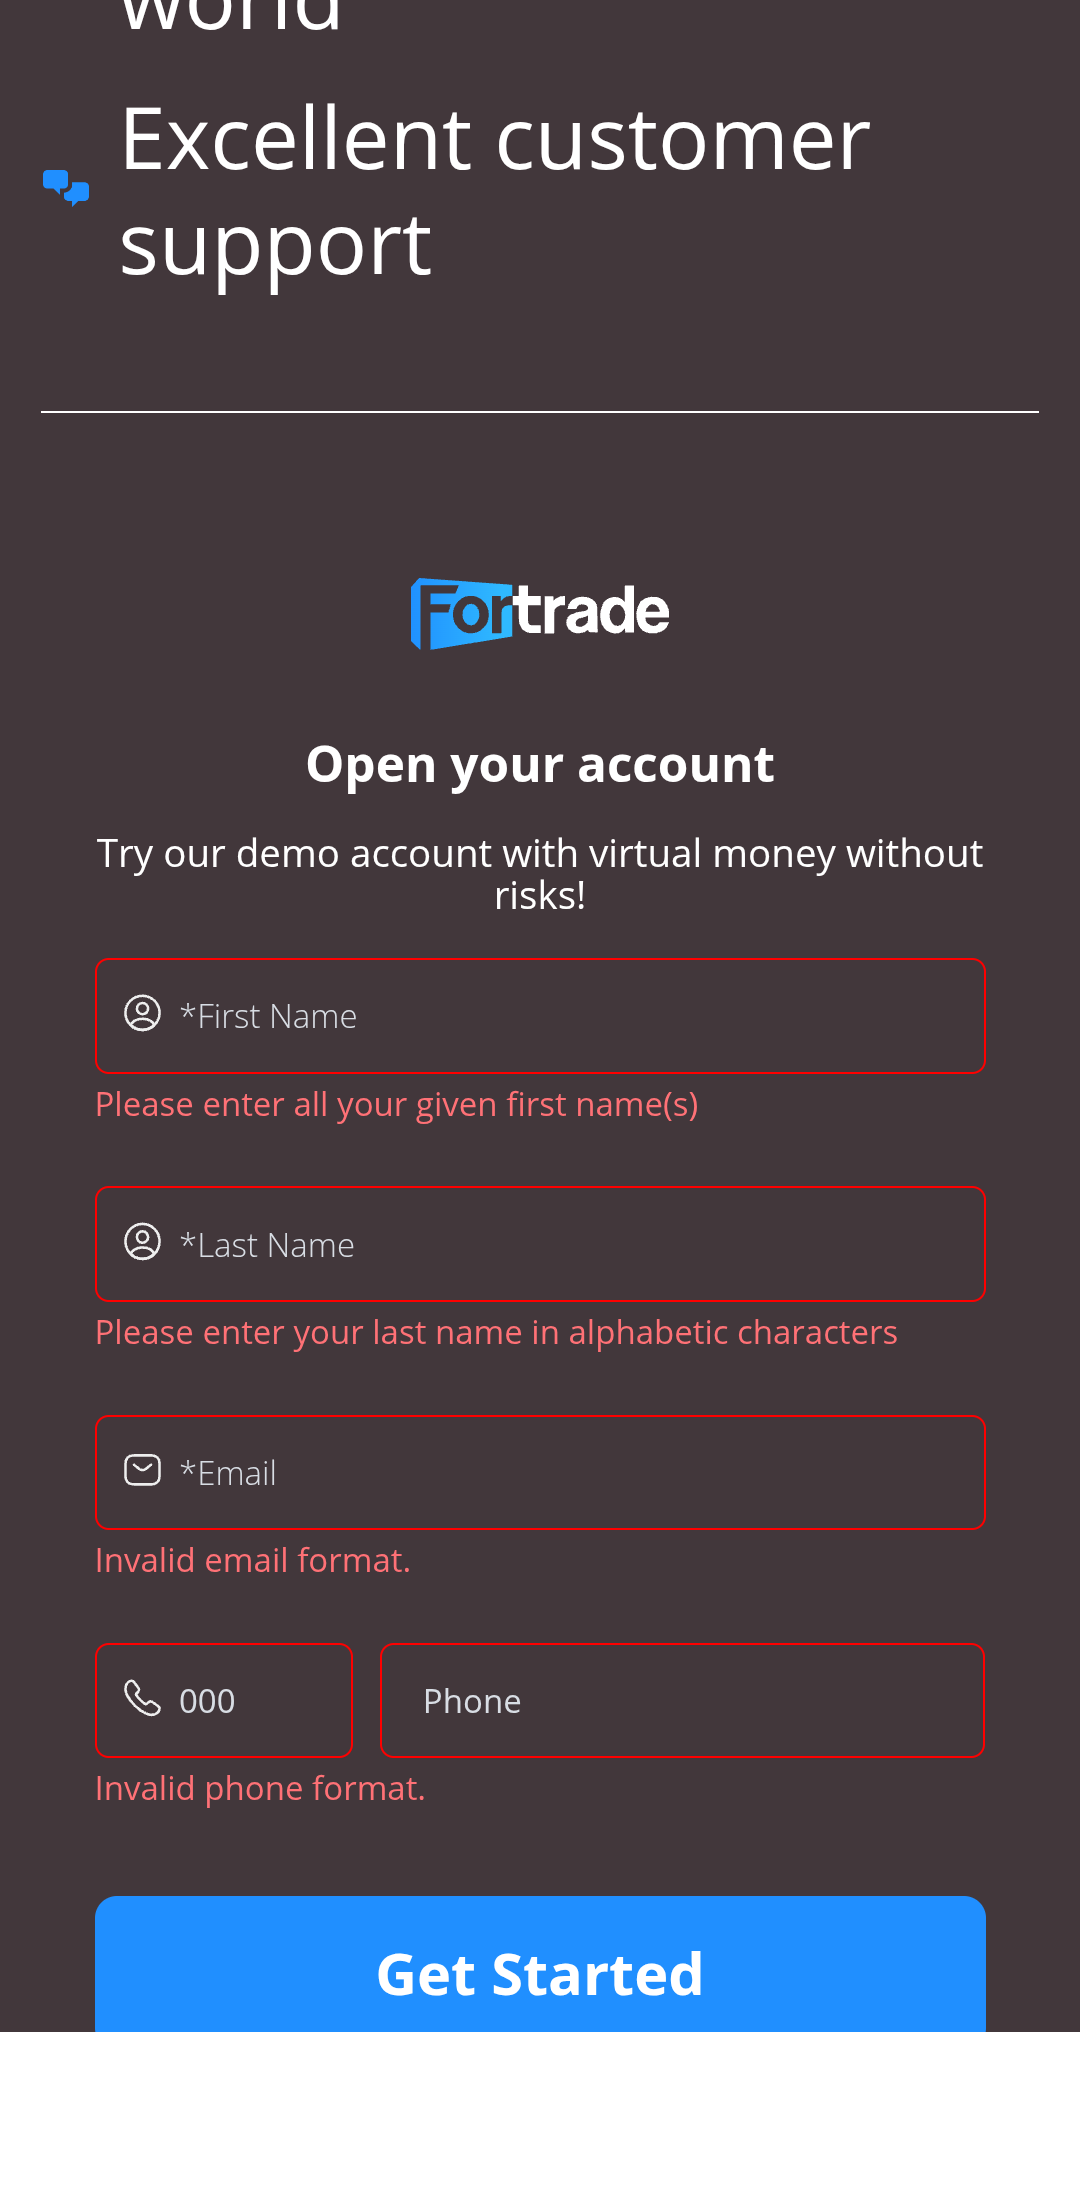 world
Excellent customer
support
Fortrade
Open your account
Try our demo account with virtual money without
risks!
*First Name
Please enter all your given first name(s)
*Last Name
Please enter your last name in alphabetic characters
*Email
Invalid email format.
000
Phone
Invalid phone format.
Get Started